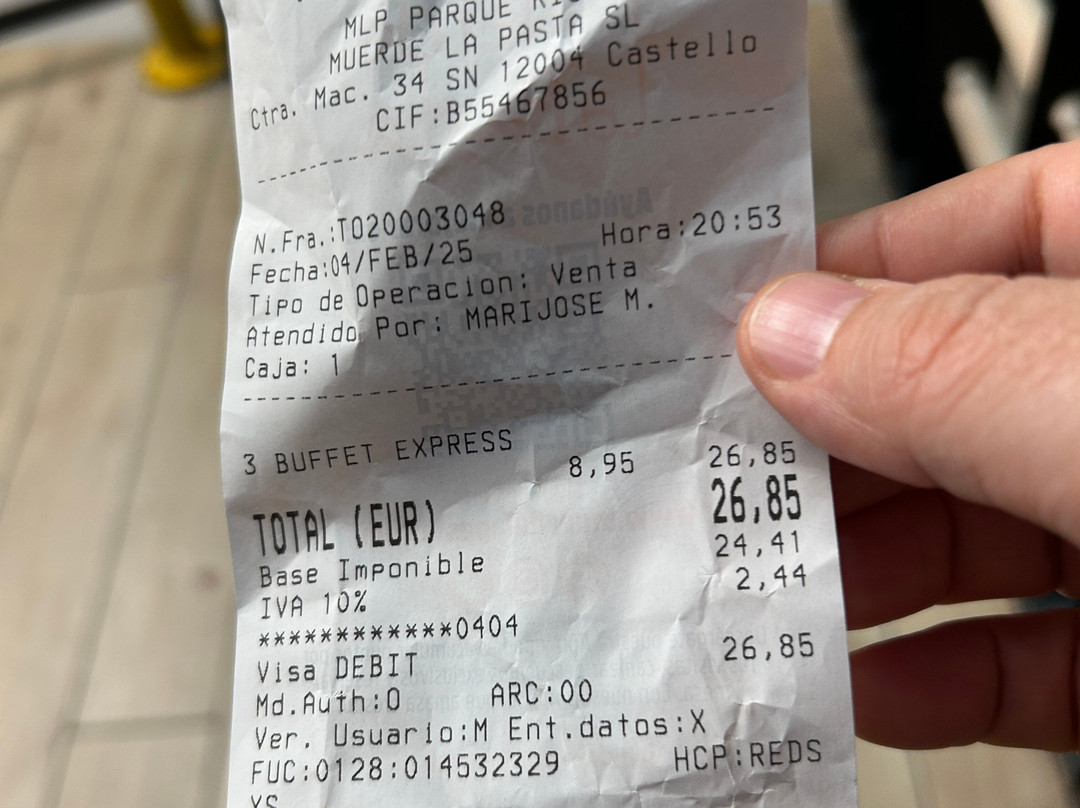 MLP PARQUE
MUERDE LA PASTA SL
Ctra. Mac. 34 SN 12004 Castello
CIF:B55467856
N.Fra.:T020003048
Fecha:04/FEB/25 Hora:20:53
Tipo de Operacion: Venta
Atendido Por: MARIJOSE M.
Caja: 1
3 BUFFET EXPRESS 8,95 26,85
TOTAL (EUR) 26,85
Base Imponible 24,41
IVA 10% 2,44
************0404
Visa DEBIT 26,85
Md.Auth:0 ARC:00
Ver. Usuario:M Ent.datos:X
FUC:0128:014532329 HCP:REDS